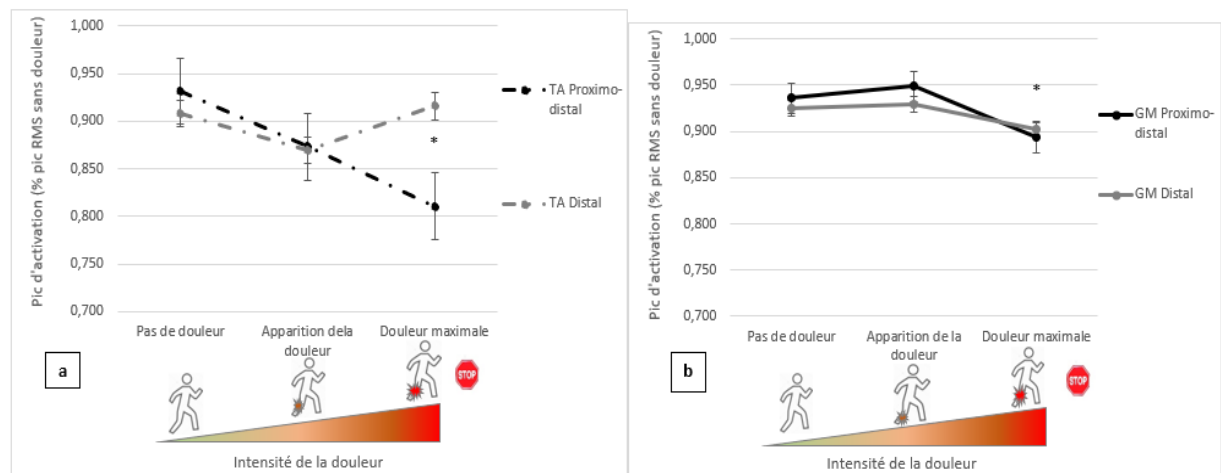 1,000
0,950
0,900
0,850
0,800
0,750
0,700
Pic d'activation (% pic RMS sans douleur)
*
TA Proximo-
distal
TA Distal
Pas de douleur
Apparition dela
douleur
Douleur maximale
a
STOP
Intensité de la douleur
1,000
0,950
0,900
0,850
0,800
0,750
0,700
Pic d'activation (% pic RMS sans douleur)
*
GM Proximo-
distal
GM Distal
Pas de douleur
Apparition de la
douleur
Douleur maximale
b
STOP
Intensité de la douleur